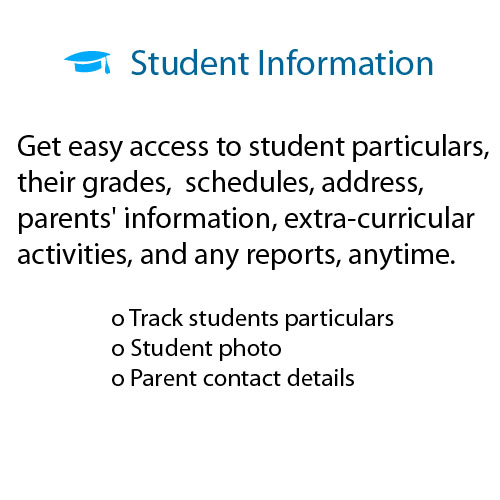 Student Information
Get easy access to student particulars,
their grades,  schedules, address,
parents' information, extra-curricular
activities, and any reports, anytime.
o Track students particulars
o Student photo
o Parent contact details